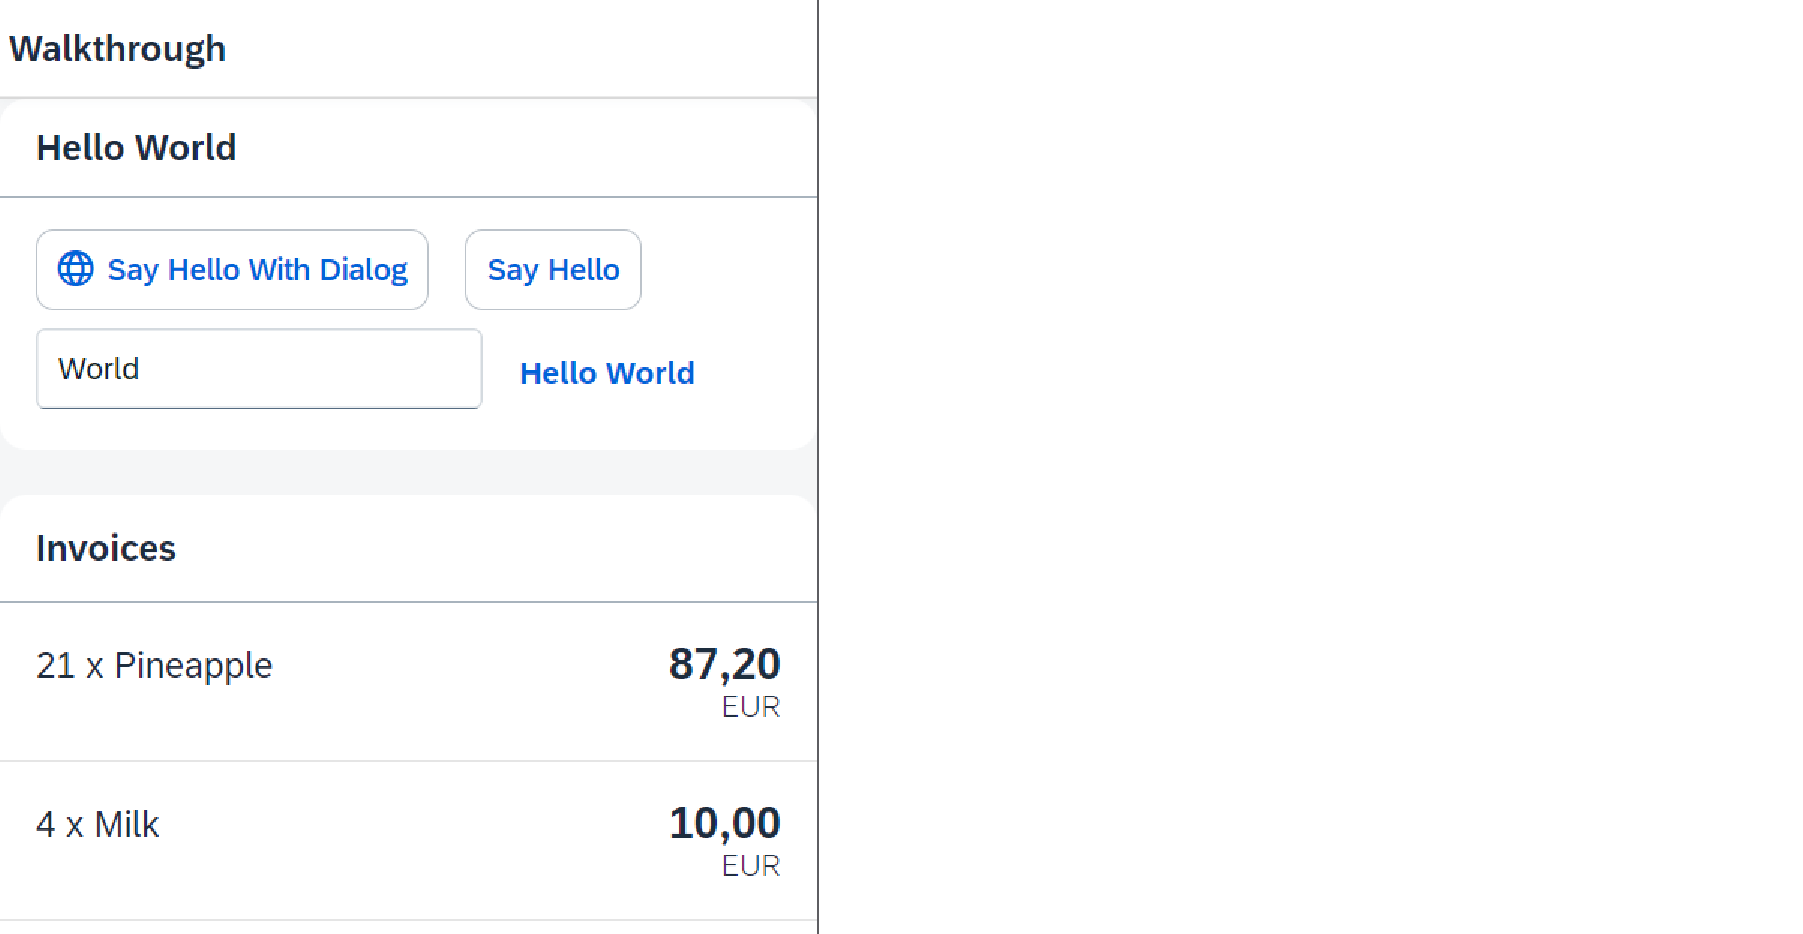 Walkthrough
Hello World
Say Hello With Dialog Say Hello
World Hello World
Invoices
21 x Pineapple 87,20
EUR
4 x Milk 10,00
EUR